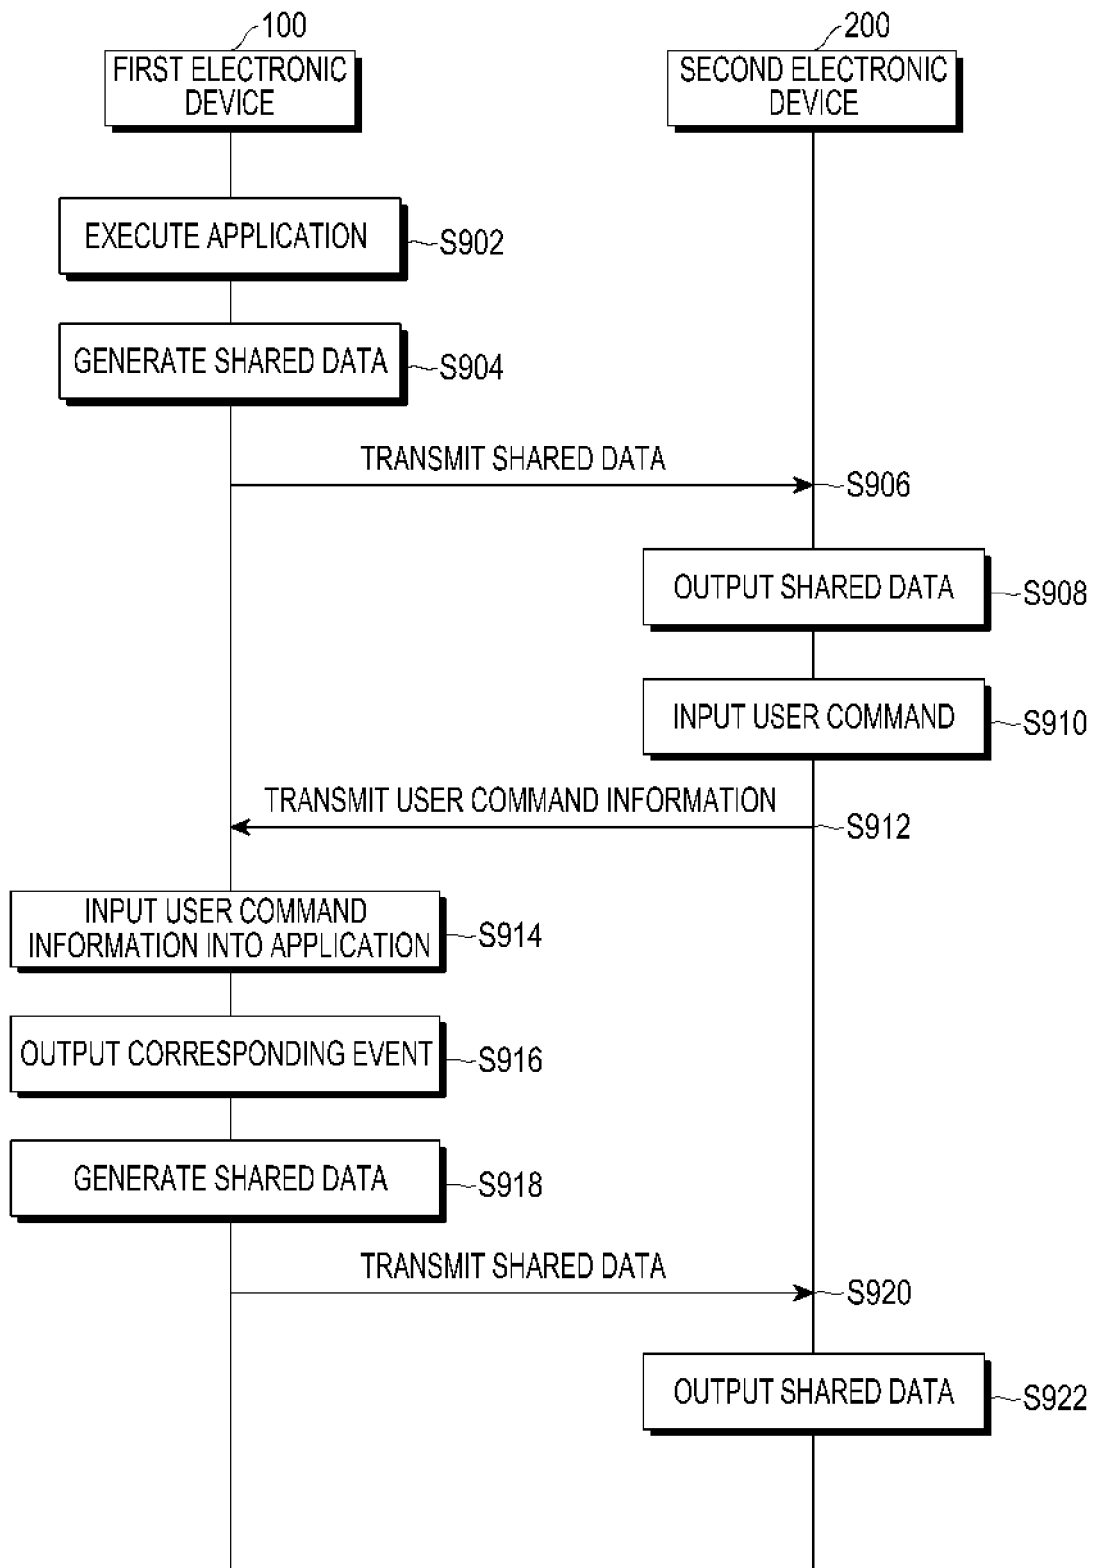 100
200
FIRST ELECTRONIC
DEVICE
SECOND ELECTRONIC
DEVICE
EXECUTE APPLICATION
S902
GENERATE SHARED DATA
S904
TRANSMIT SHARED DATA
S906
OUTPUT SHARED DATA
S908
INPUT USER COMMAND
S910
TRANSMIT USER COMMAND INFORMATION
S912
INPUT USER COMMAND
INFORMATION INTO APPLICATION
S914
OUTPUT CORRESPONDING EVENT
S916
GENERATE SHARED DATA
S918
TRANSMIT SHARED DATA
S920
OUTPUT SHARED DATA
S922